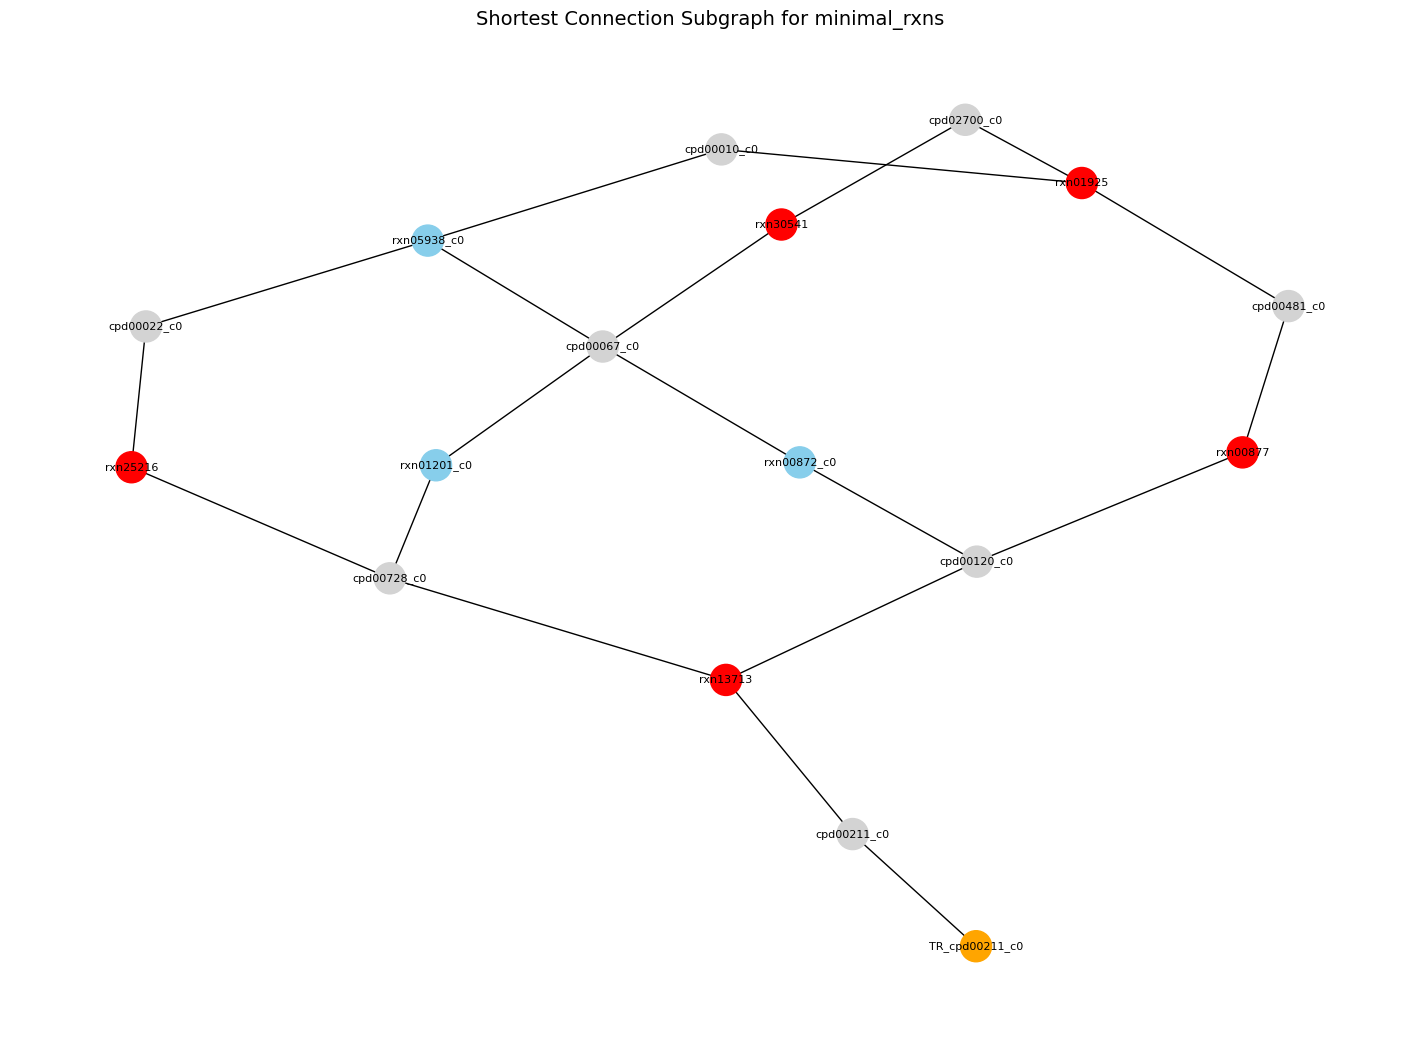 Shortest Connection Subgraph for minimal_rxns
cpd02700_c0
cpd00010_c0
rxn01925
rxn30541
rxn05938_c0
cpd00481_c0
cpd00022_c0
cpd00067_c0
rxn00877
rxn00872_c0
rxn01201_c0
rxn25216
cpd00120_c0
cpd00728_c0
rxn13713
cpd00211_c0
TR_cpd00211_c0